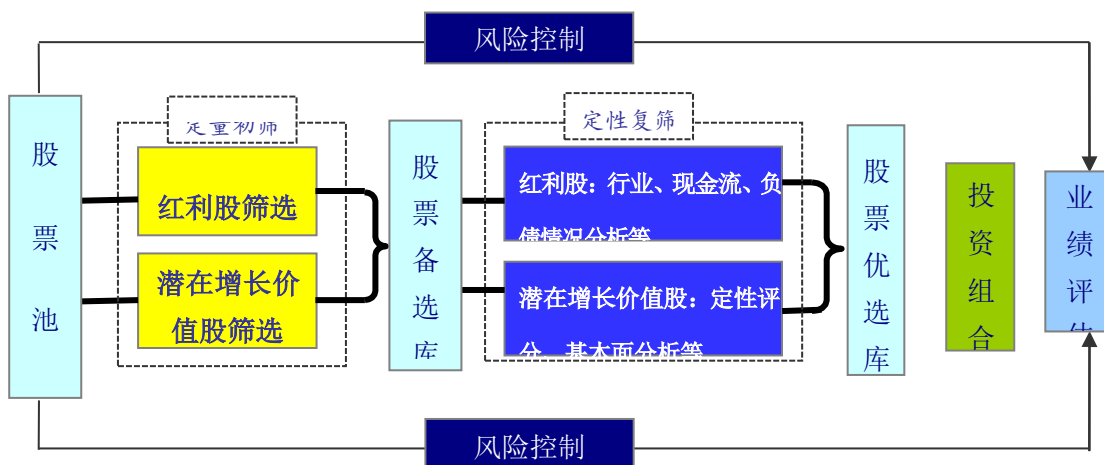 风险控制
股票池
定量初筛
红利股筛选
潜在增长价
值股筛选
股票备选库
定性复筛
红利股：行业、现金流、负
债情况分析等
潜在增长价值股：定性评
分、基本面分析等
股票优选库
投资组合
业绩评估
风险控制